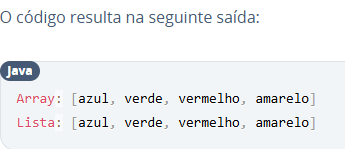 O código resulta na seguinte saída:
java
Array: [azul, verde, vermelho, amarelo]
Lista: [azul, verde, vermelho, amarelo]